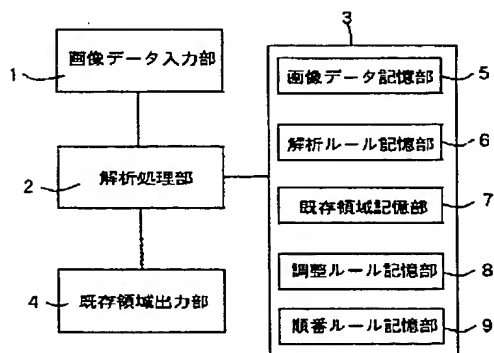 1
画像データ入力部
2
解析処理部
4
既存領域出力部
3
画像データ記憶部
5
解析ルール記憶部
6
既存領域記憶部
7
調整ルール記憶部
8
順番ルール記憶部
9